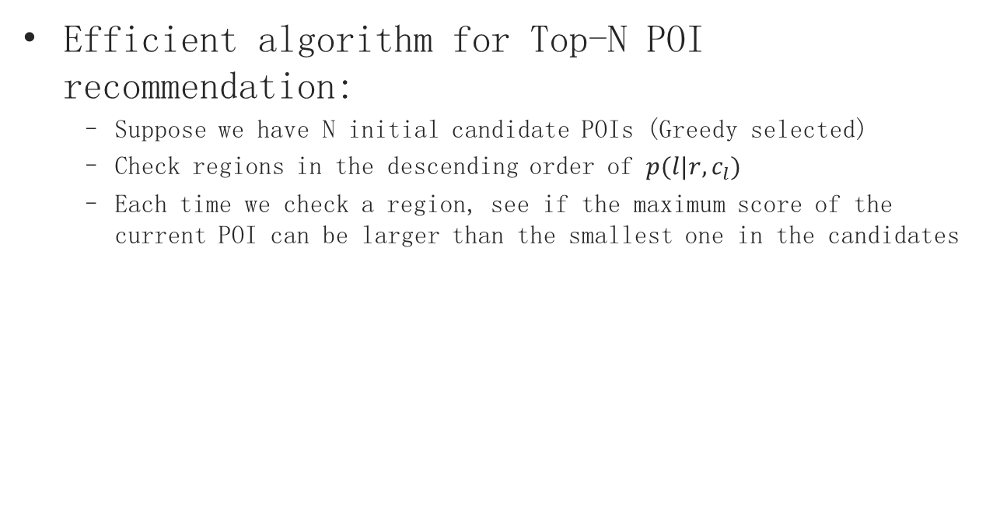 • Efficient algorithm for Top-N POI
recommendation:
– Suppose we have N initial candidate POIs (Greedy selected)
– Check regions in the descending order of p(l|r, c_l)
– Each time we check a region, see if the maximum score of the
current POI can be larger than the smallest one in the candidates